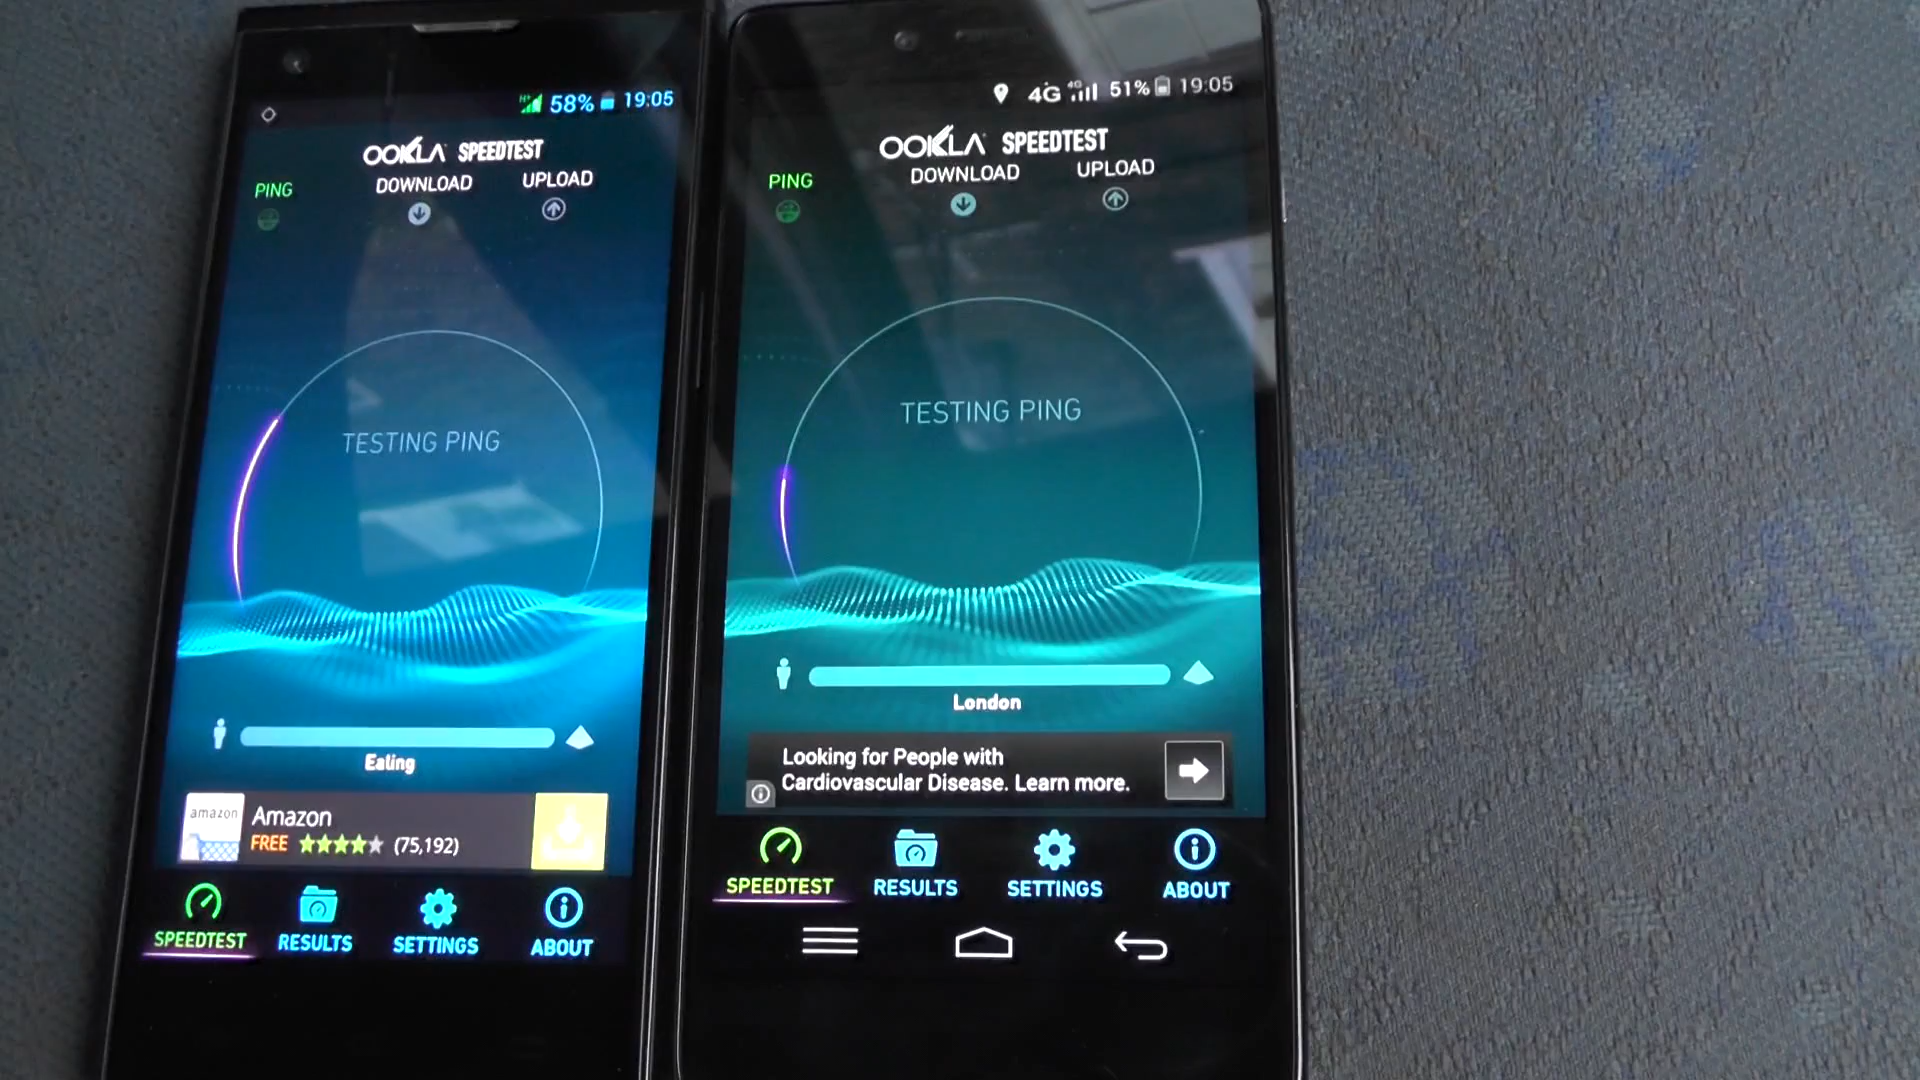 H+ 58% 19:05
OOKLA SPEEDTEST
PING DOWNLOAD UPLOAD
TESTING PING
Ealing
amazon
Amazon
FREE (75,192)
SPEEDTEST RESULTS SETTINGS ABOUT
4G 4G 51% 19:05
OOKLA SPEEDTEST
PING DOWNLOAD UPLOAD
TESTING PING
London
Looking for People with
Cardiovascular Disease. Learn more.
SPEEDTEST RESULTS SETTINGS ABOUT